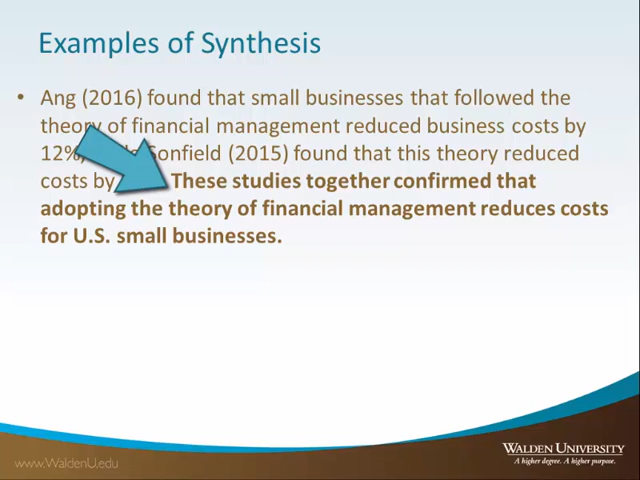 Examples of Synthesis
• Ang (2016) found that small businesses that followed the
theory of financial management reduced business costs by
12%, Sonfield (2015) found that this theory reduced
costs by These studies together confirmed that
adopting the theory of financial management reduces costs
for U.S. small businesses.
WALDEN UNIVERSITY
A higher degree. A higher purpose.
www.WaldenU.edu